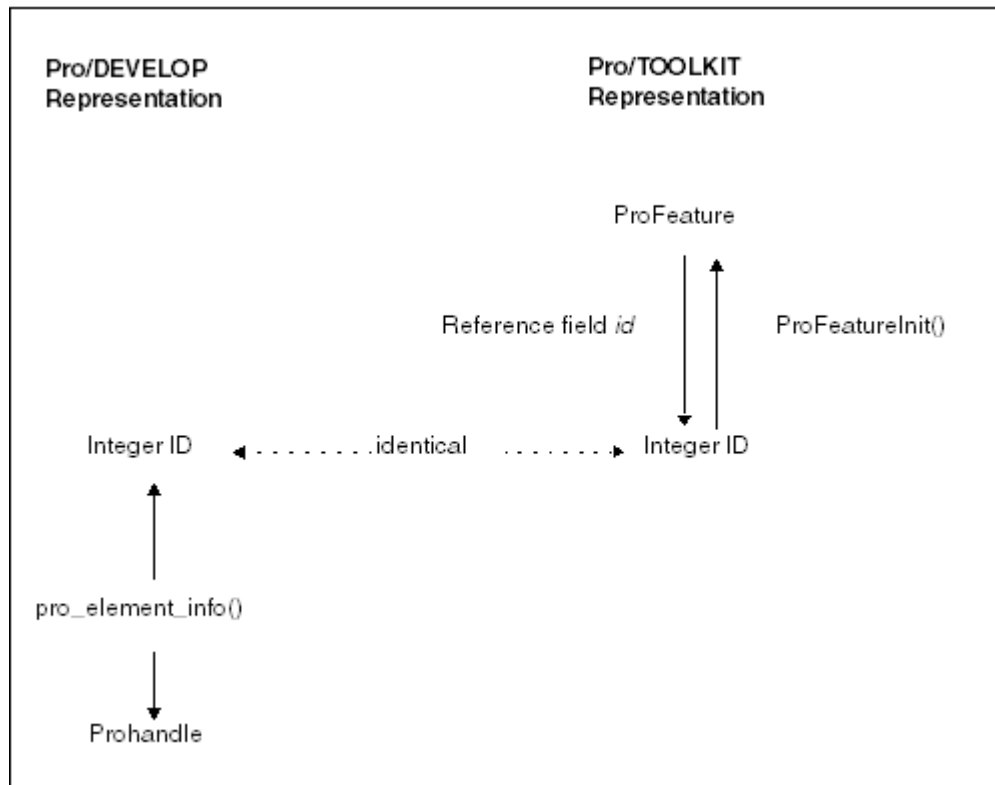 Pro/DEVELOP
Representation
Pro/TOOLKIT
Representation
ProFeature
Reference field id
ProFeatureInit()
Integer ID
identical
Integer ID
pro_element_info()
Prohandle